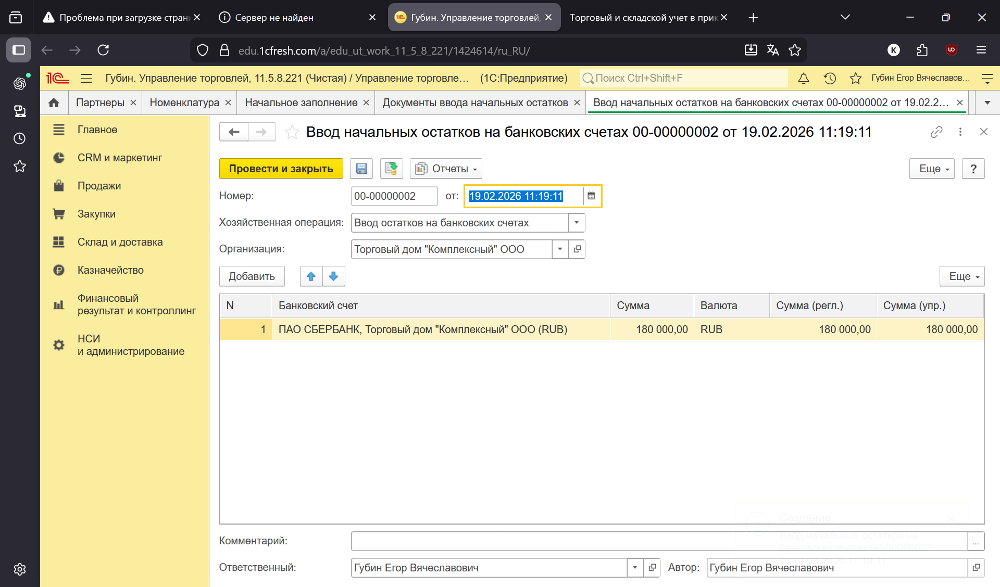 Проблема при загрузке стран
Сервер не найден
Губин. Управление торговлей,
Торговый и складской учет в прик
edu.1cfresh.com/a/edu_ut_work_11_5_8_221/1424614/ru_RU/
K
Губин. Управление торговлей, 11.5.8.221 (Чистая) / Управление торговле... (1С:Предприятие)
Поиск Ctrl+Shift+F
Губин Егор Вячеславов...
Партнеры
Номенклатура
Начальное заполнение
Документы ввода начальных остатков
Ввод начальных остатков на банковских счетах 00-00000002 от 19.02.2...
Главное
CRM и маркетинг
Продажи
Закупки
Склад и доставка
Казначейство
Финансовый
результат и контроллинг
НСИ
и администрирование
Ввод начальных остатков на банковских счетах 00-00000002 от 19.02.2026 11:19:11
Провести и закрыть
Отчеты
Еще
?
Номер: 00-00000002 от: 19.02.2026 11:19:11
Хозяйственная операция: Ввод остатков на банковских счетах
Организация: Торговый дом "Комплексный" ООО
Добавить
Еще
N Банковский счет Сумма Валюта Сумма (регл.) Сумма (упр.)
1 ПАО СБЕРБАНК, Торговый дом "Комплексный" ООО (RUB) 180 000,00 RUB 180 000,00 180 000,00
Создание:
Ввод начальных остатков на
банковских счетах 00-00000002
от 19.02.2026 11:19:11
Комментарий:
...
Ответственный: Губин Егор Вячеславович Автор: Губин Егор Вячеславович